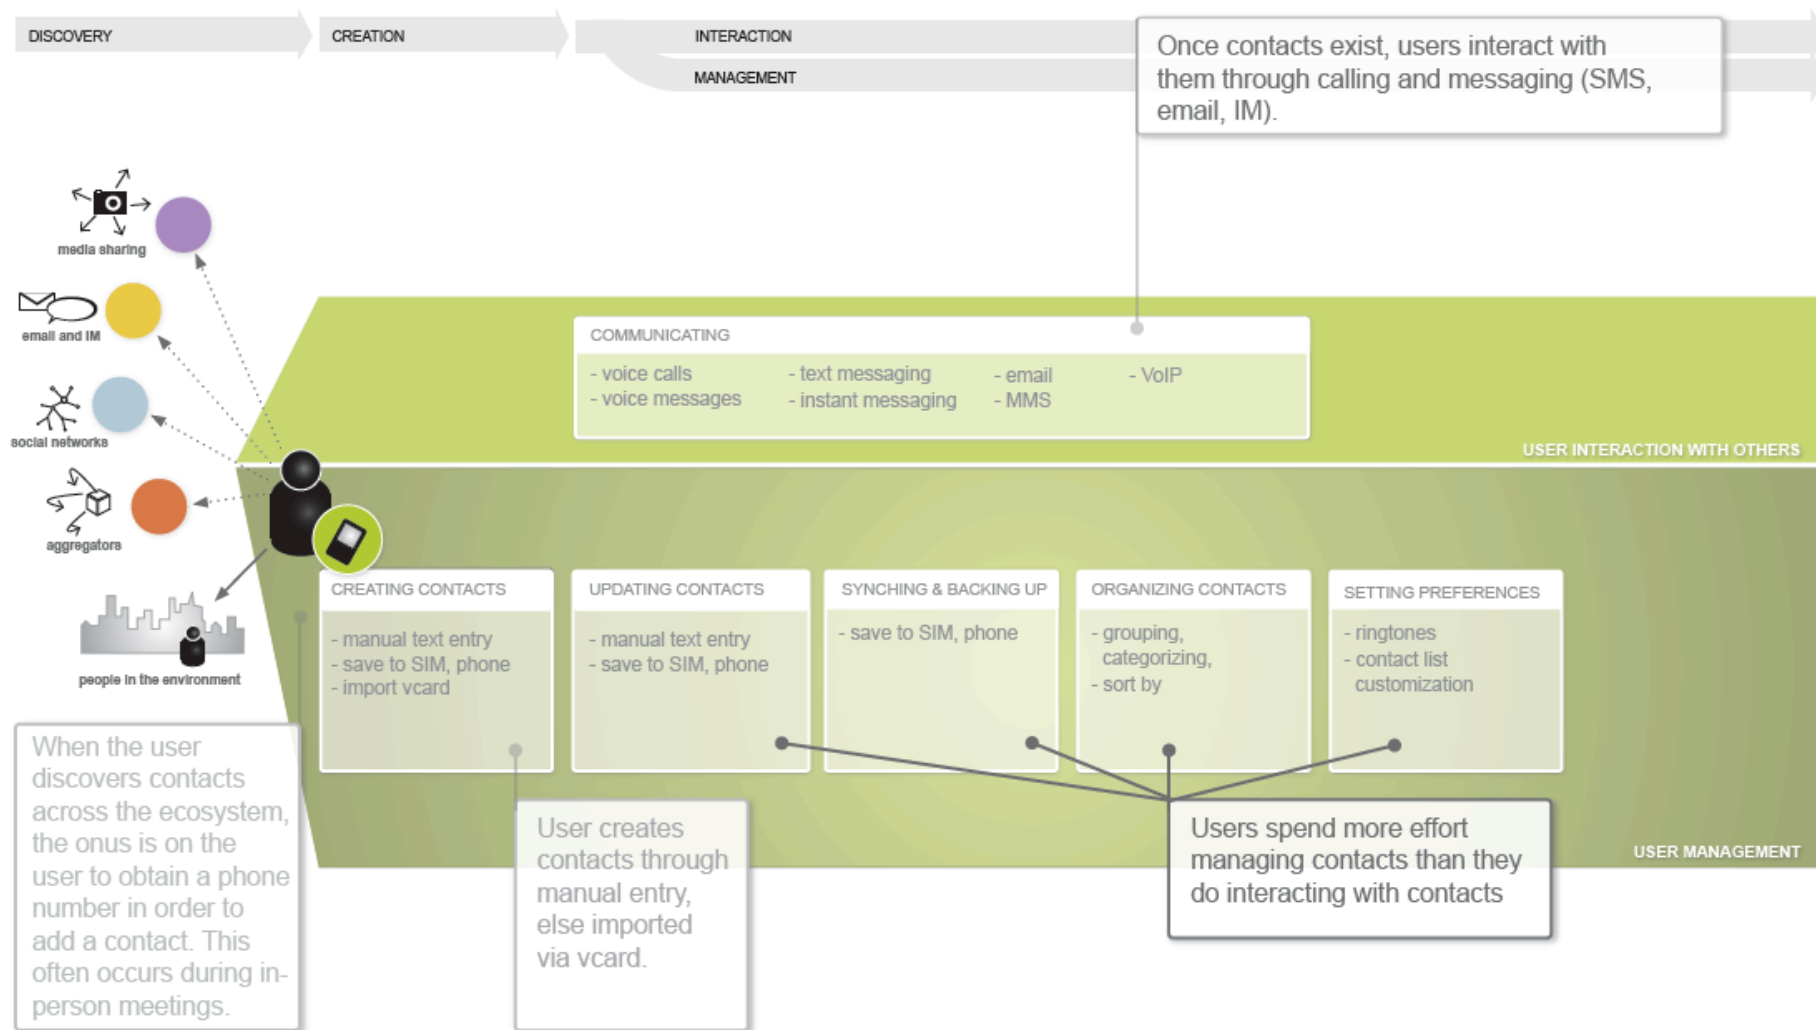 DISCOVERY
CREATION
INTERACTION
MANAGEMENT
Once contacts exist, users interact with
them through calling and messaging (SMS,
email, IM).
media sharing
email and IM
social networks
aggregators
people in the environment
COMMUNICATING
- voice calls
- voice messages
- text messaging
- instant messaging
- email
- MMS
- VoIP
USER INTERACTION WITH OTHERS
CREATING CONTACTS
- manual text entry
- save to SIM, phone
- import vcard
UPDATING CONTACTS
- manual text entry
- save to SIM, phone
SYNCHING & BACKING UP
- save to SIM, phone
ORGANIZING CONTACTS
- grouping,
categorizing,
- sort by
SETTING PREFERENCES
- ringtones
- contact list
customization
When the user
discovers contacts
across the ecosystem,
the onus is on the
user to obtain a phone
number in order to
add a contact. This
often occurs during in-
person meetings.
User creates
contacts through
manual entry,
else imported
via vcard.
Users spend more effort
managing contacts than they
do interacting with contacts
USER MANAGEMENT